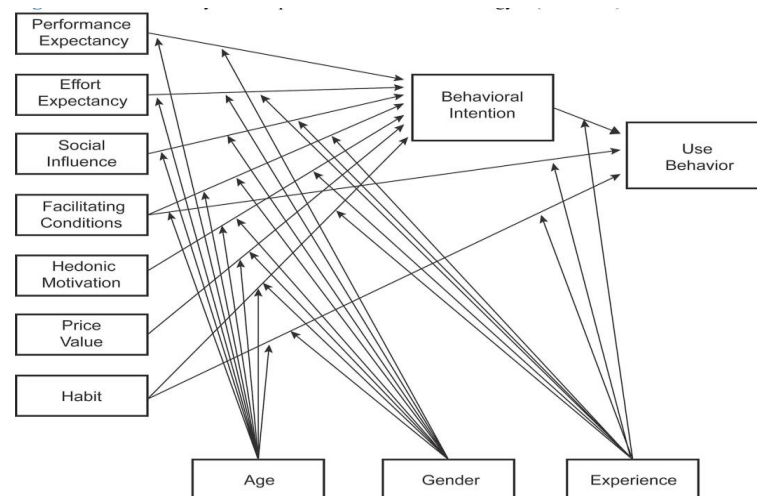 Performance
Expectancy
Effort
Expectancy
Social
Influence
Facilitating
Conditions
Hedonic
Motivation
Price
Value
Habit
Behavioral
Intention
Use
Behavior
Age
Gender
Experience